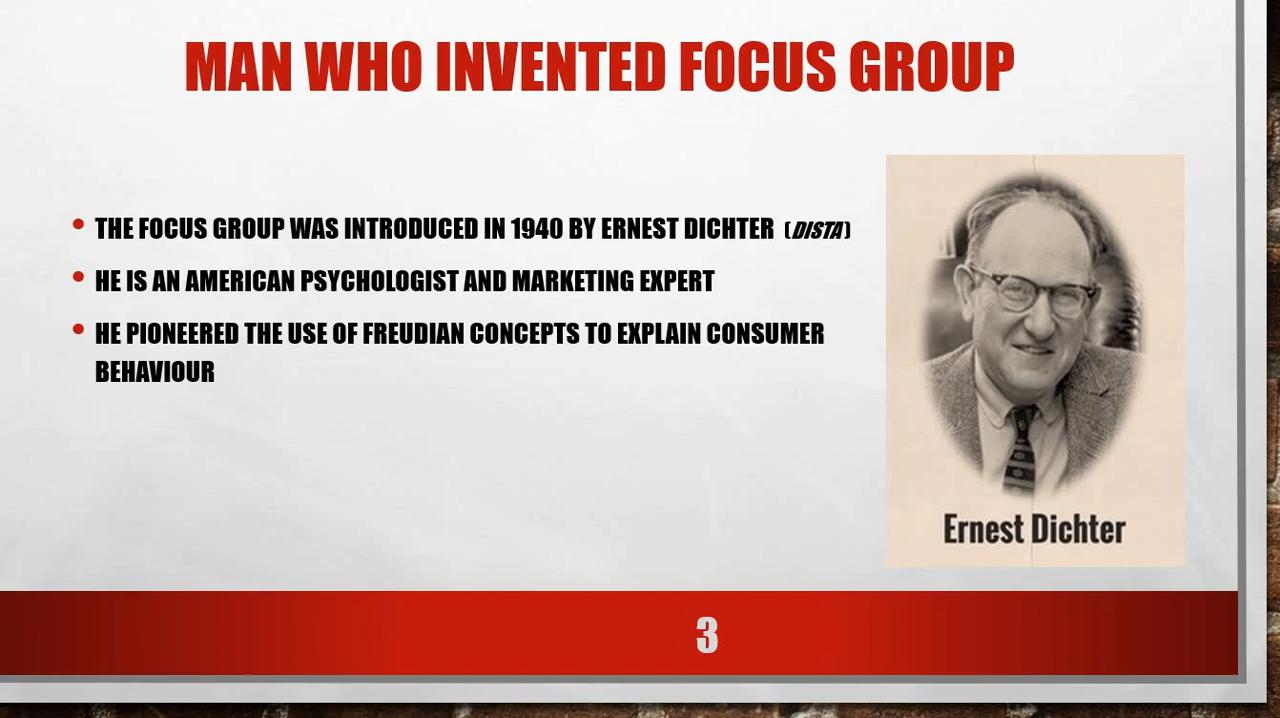 MAN WHO INVENTED FOCUS GROUP
THE FOCUS GROUP WAS INTRODUCED IN 1940 BY ERNEST DICHTER (DISTA)
HE IS AN AMERICAN PSYCHOLOGIST AND MARKETING EXPERT
HE PIONEERED THE USE OF FREUDIAN CONCEPTS TO EXPLAIN CONSUMER
BEHAVIOUR
Ernest Dichter
3